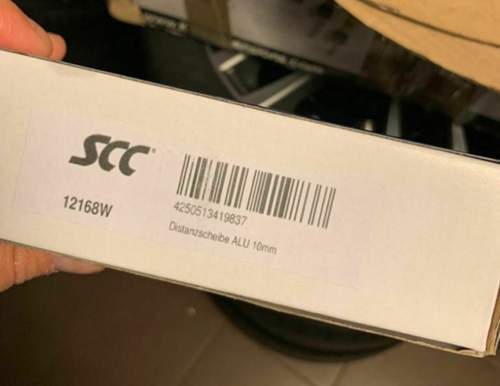 SCC®
12168W
4250513419837
Distanzscheibe ALU 10mm